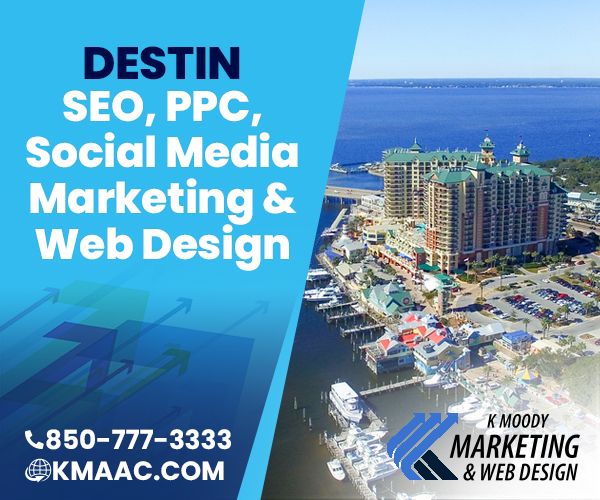 DESTIN
SEO, PPC,
Social Media
Marketing &
Web Design
850-777-3333
KMAAC.COM
K MOODY
MARKETING
& WEB DESIGN